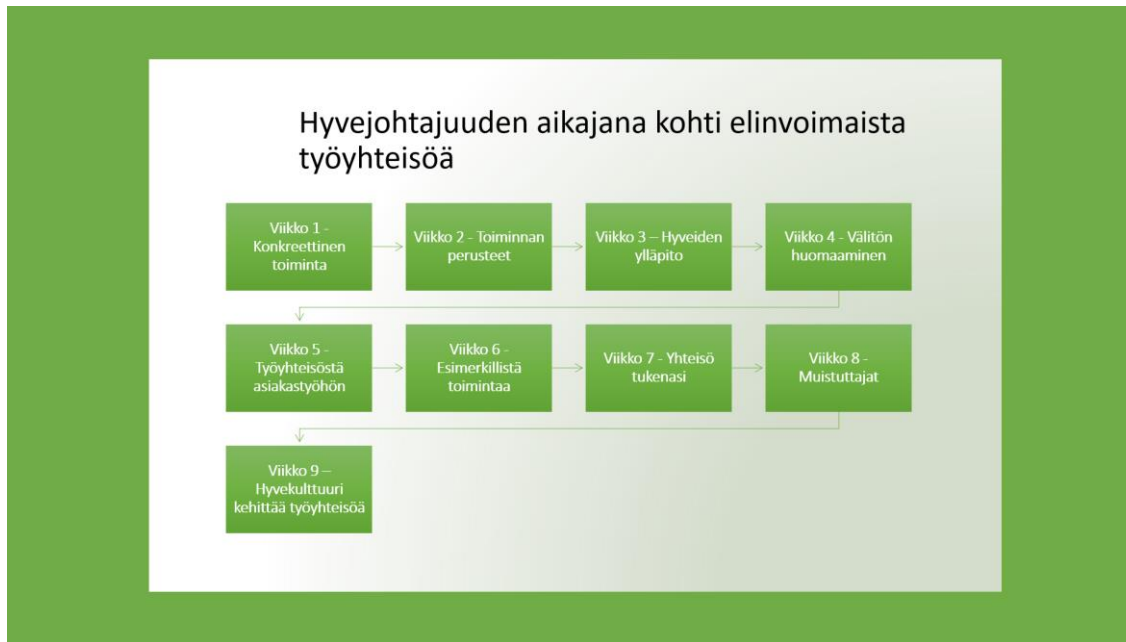 Hyvejohtajuuden aikajana kohti elinvoimaista
työyhteisöä
Viikko 1 -
Konkreettinen
toiminta
Viikko 2 - Toiminnan
perusteet
Viikko 3 – Hyveiden
ylläpito
Viikko 4 - Välitön
huomaaminen
Viikko 5 -
Työyhteisöstä
asiakastyöhön
Viikko 6 -
Esimerkillistä
toimintaa
Viikko 7 - Yhteisö
tukenasi
Viikko 8 -
Muistuttajat
Viikko 9 –
Hyvekulttuuri
kehittää työyhteisöä